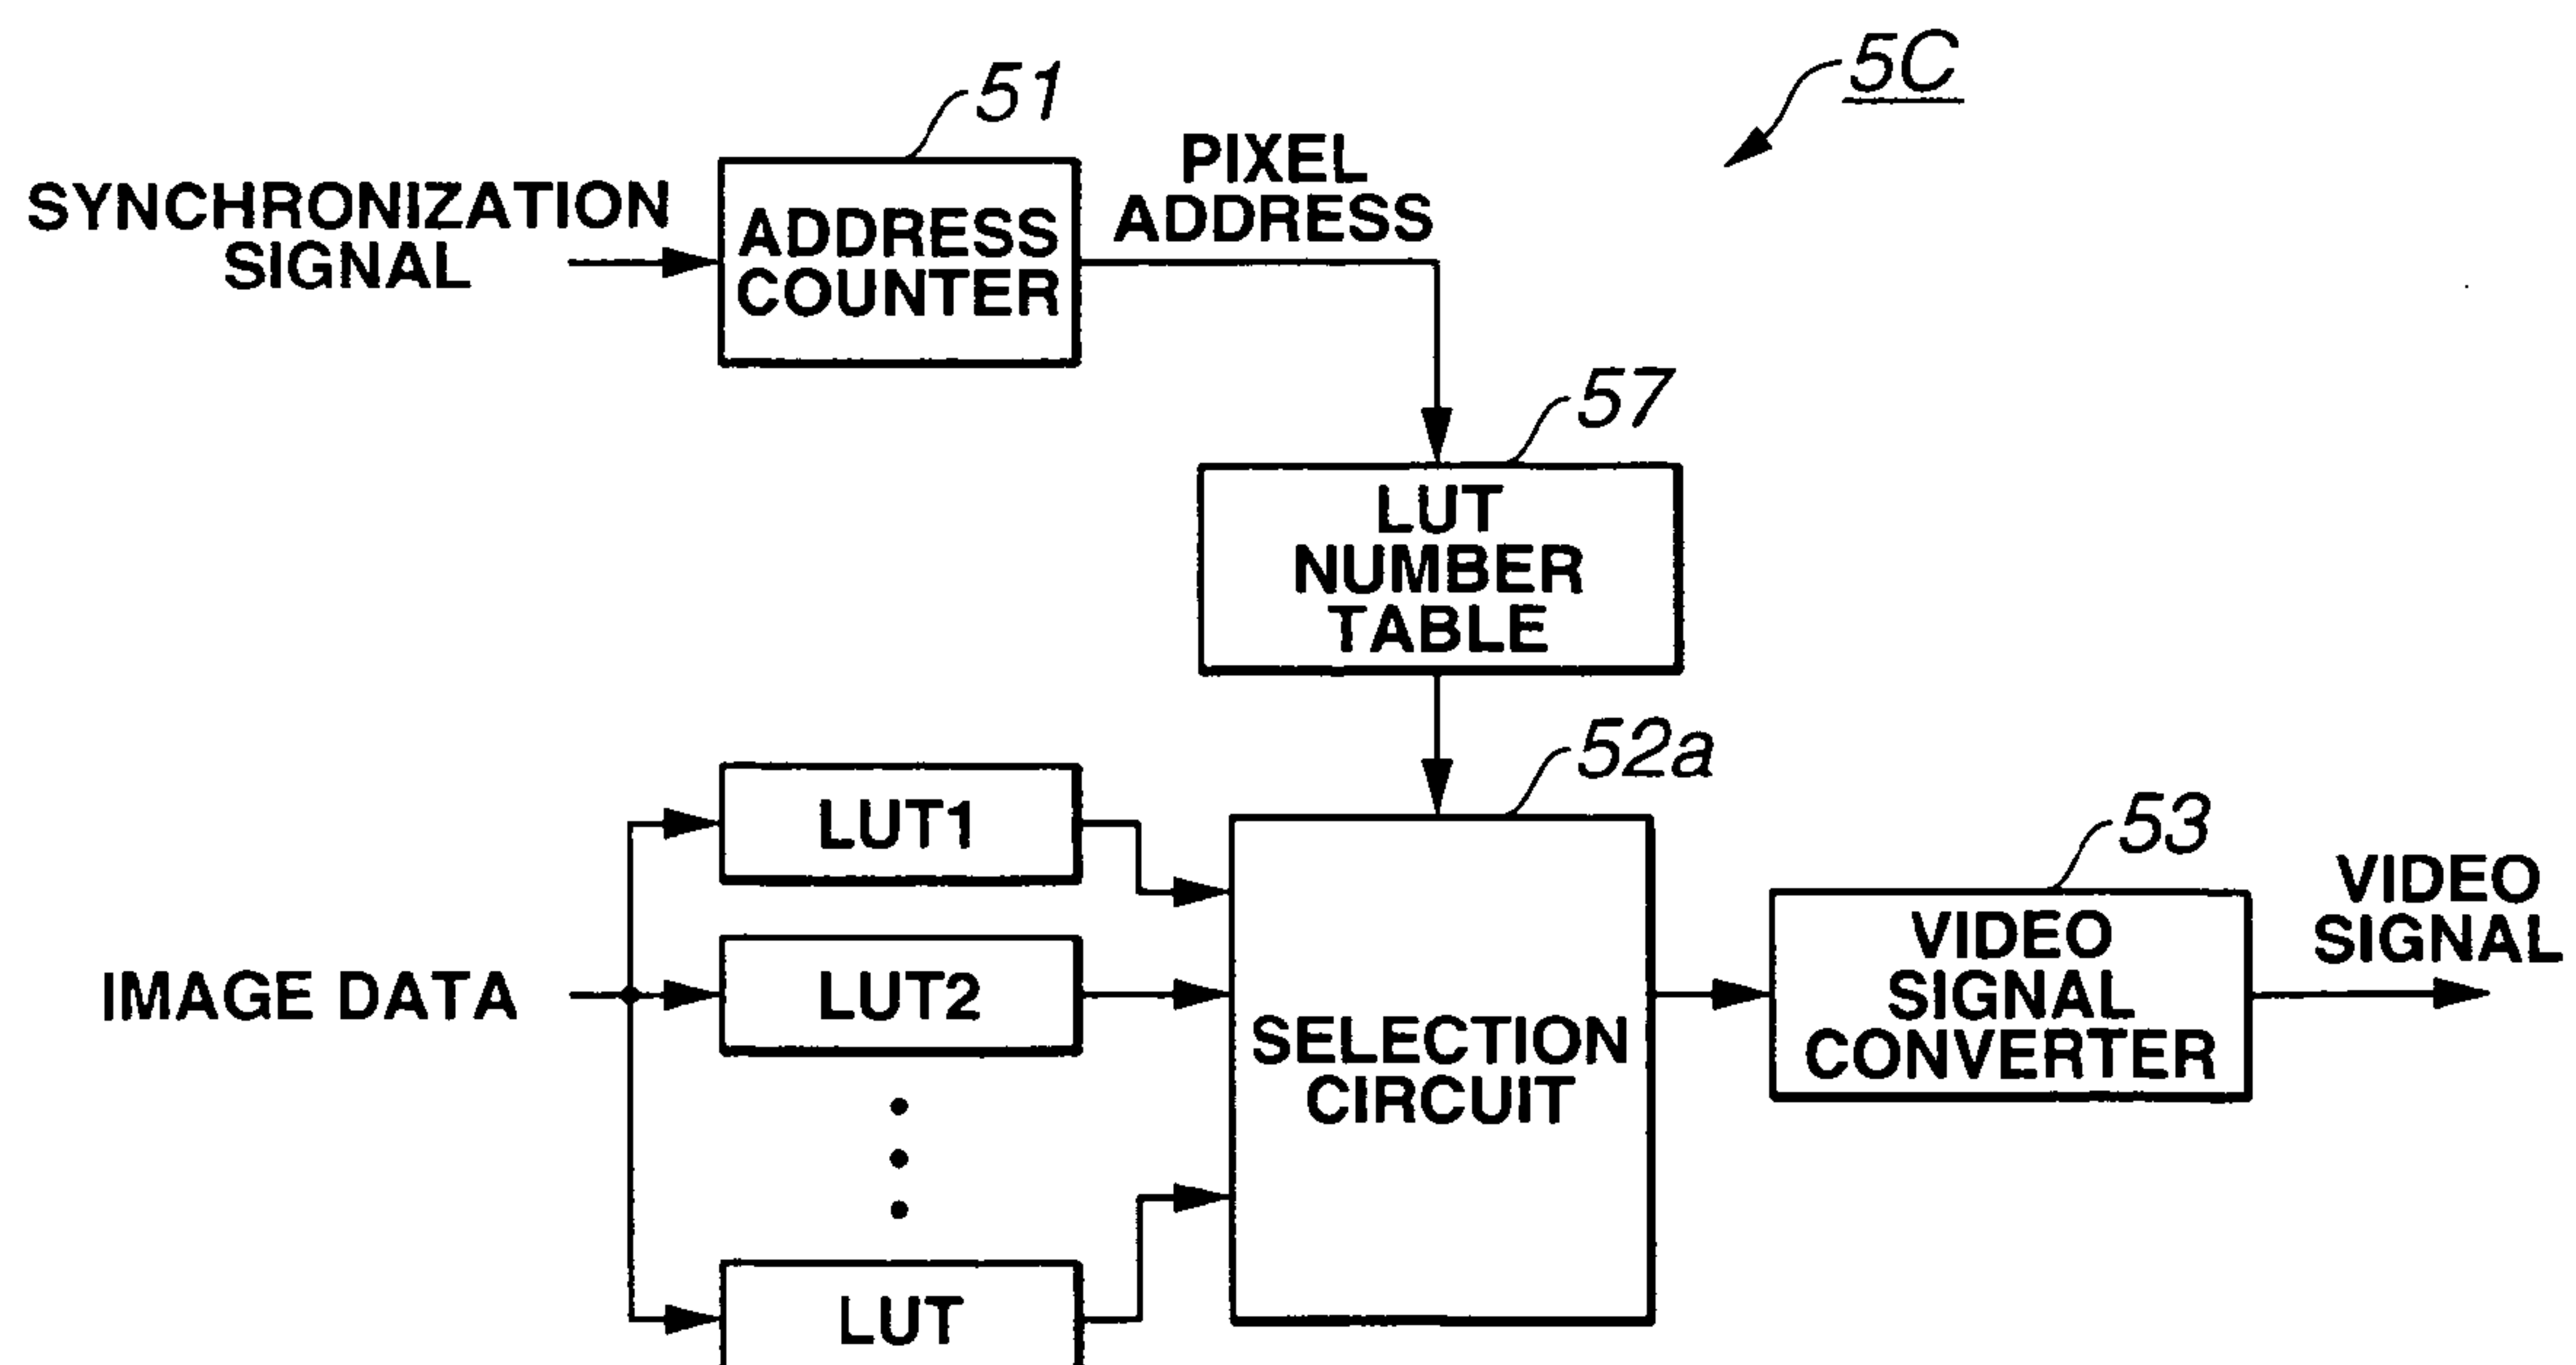 5C
51
SYNCHRONIZATION
SIGNAL
ADDRESS
COUNTER
PIXEL
ADDRESS
57
LUT
NUMBER
TABLE
52a
LUT1
53
IMAGE DATA
LUT2
SELECTION
CIRCUIT
VIDEO
SIGNAL
CONVERTER
VIDEO
SIGNAL
LUT